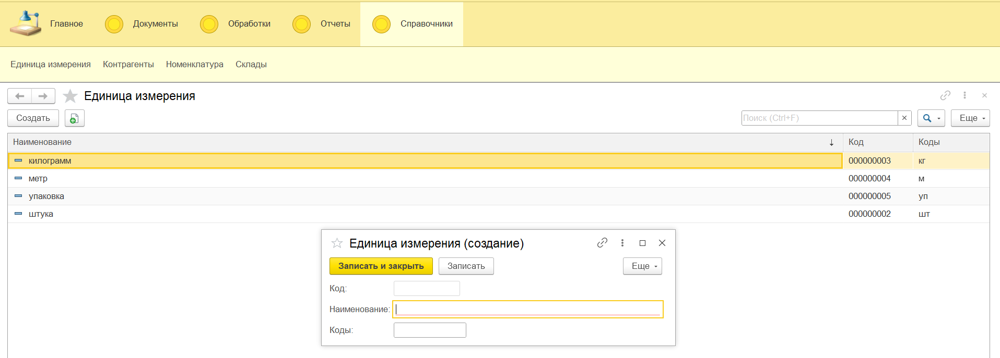 Главное Документы Обработки Отчеты Справочники
Единица измерения Контрагенты Номенклатура Склады
Единица измерения
Создать Поиск (Ctrl+F) Еще
Наименование Код Коды
килограмм 000000003 кг
метр 000000004 м
упаковка 000000005 уп
штука 000000002 шт
Единица измерения (создание)
Записать и закрыть Записать Еще
Код:
Наименование:
Коды: